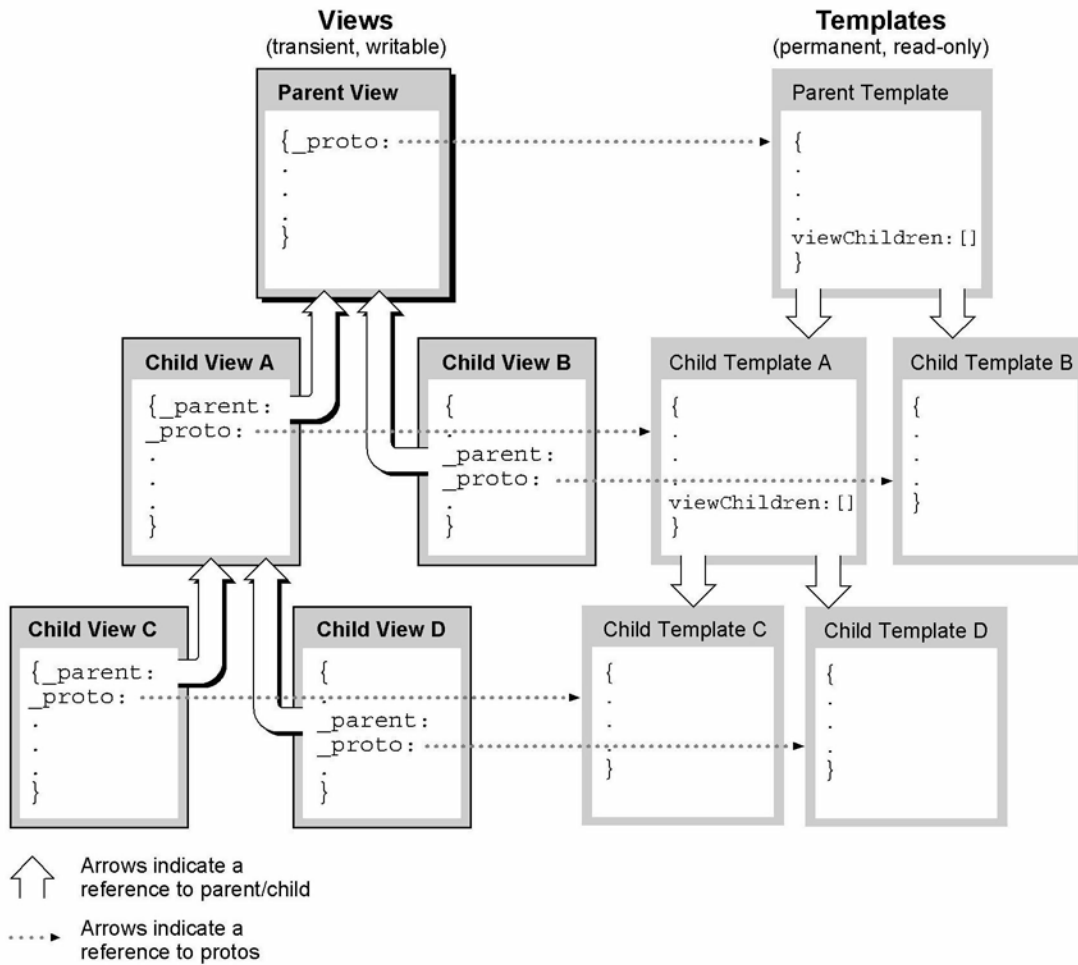 Views
(transient, writable)
Templates
(permanent, read-only)
Parent View
{_proto:
.
.
.
}
Parent Template
{
.
.
.
viewChildren:[]
}
Child View A
{_parent:
_proto:
.
.
.
}
Child View B
{
.
_parent:
_proto:
.
}
Child Template A
{
.
.
.
viewChildren:[]
}
Child Template B
{
.
.
.
}
Child View C
{_parent:
_proto:
.
.
.
}
Child View D
{
.
_parent:
_proto:
.
}
Child Template C
{
.
.
.
}
Child Template D
{
.
.
.
}
Arrows indicate a
reference to parent/child
Arrows indicate a
reference to protos